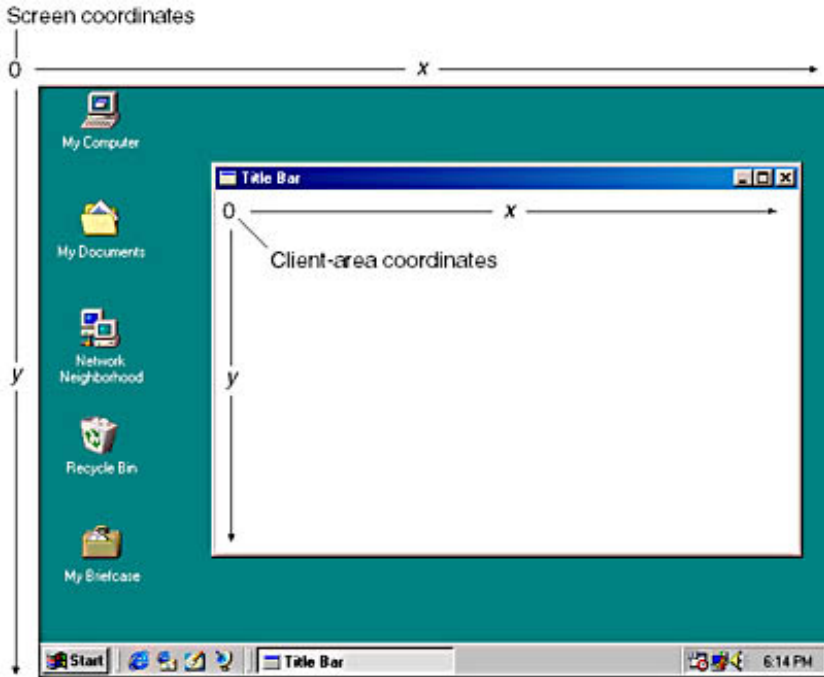 Screen coordinates
0 x
My Computer
Title Bar
0 x
Client-area coordinates
My Documents
Network
Neighborhood
y
y
Recycle Bin
My Briefcase
Start Title Bar 6:14 PM